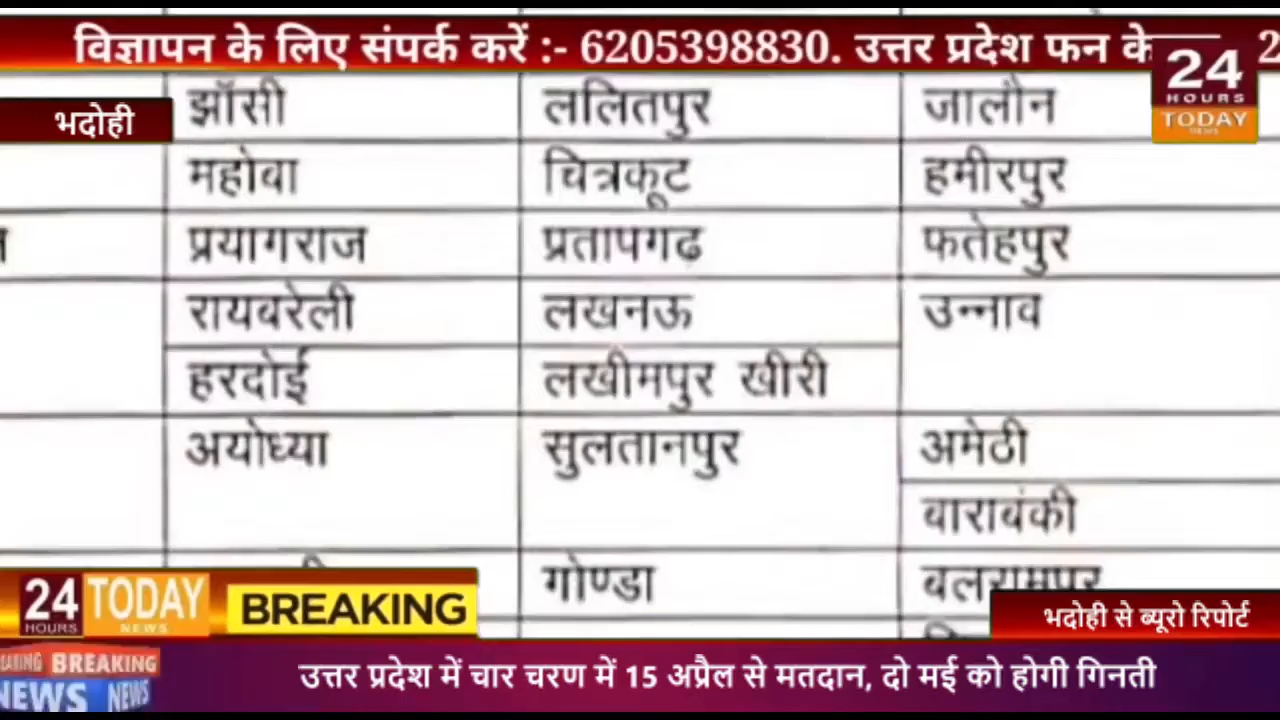 विज्ञापन के लिए संपर्क करें :- 6205398830. उत्तर प्रदेश फन के
24
HOURS
TODAY
NEWS
भदोही
झाँसी ललितपुर जालौन
महोबा चित्रकूट हमीरपुर
प्रयागराज प्रतापगढ़ फतेहपुर
रायबरेली लखनऊ उन्नाव
हरदोई लखीमपुर खीरी
अयोध्या सुलतानपुर अमेठी
बाराबंकी
गोण्डा बलरामपुर
24 TODAY
HOURS NEWS
BREAKING
भदोही से ब्यूरो रिपोर्ट
BREAKING
NEWS NEWS
उत्तर प्रदेश में चार चरण में 15 अप्रैल से मतदान, दो मई को होगी गिनती